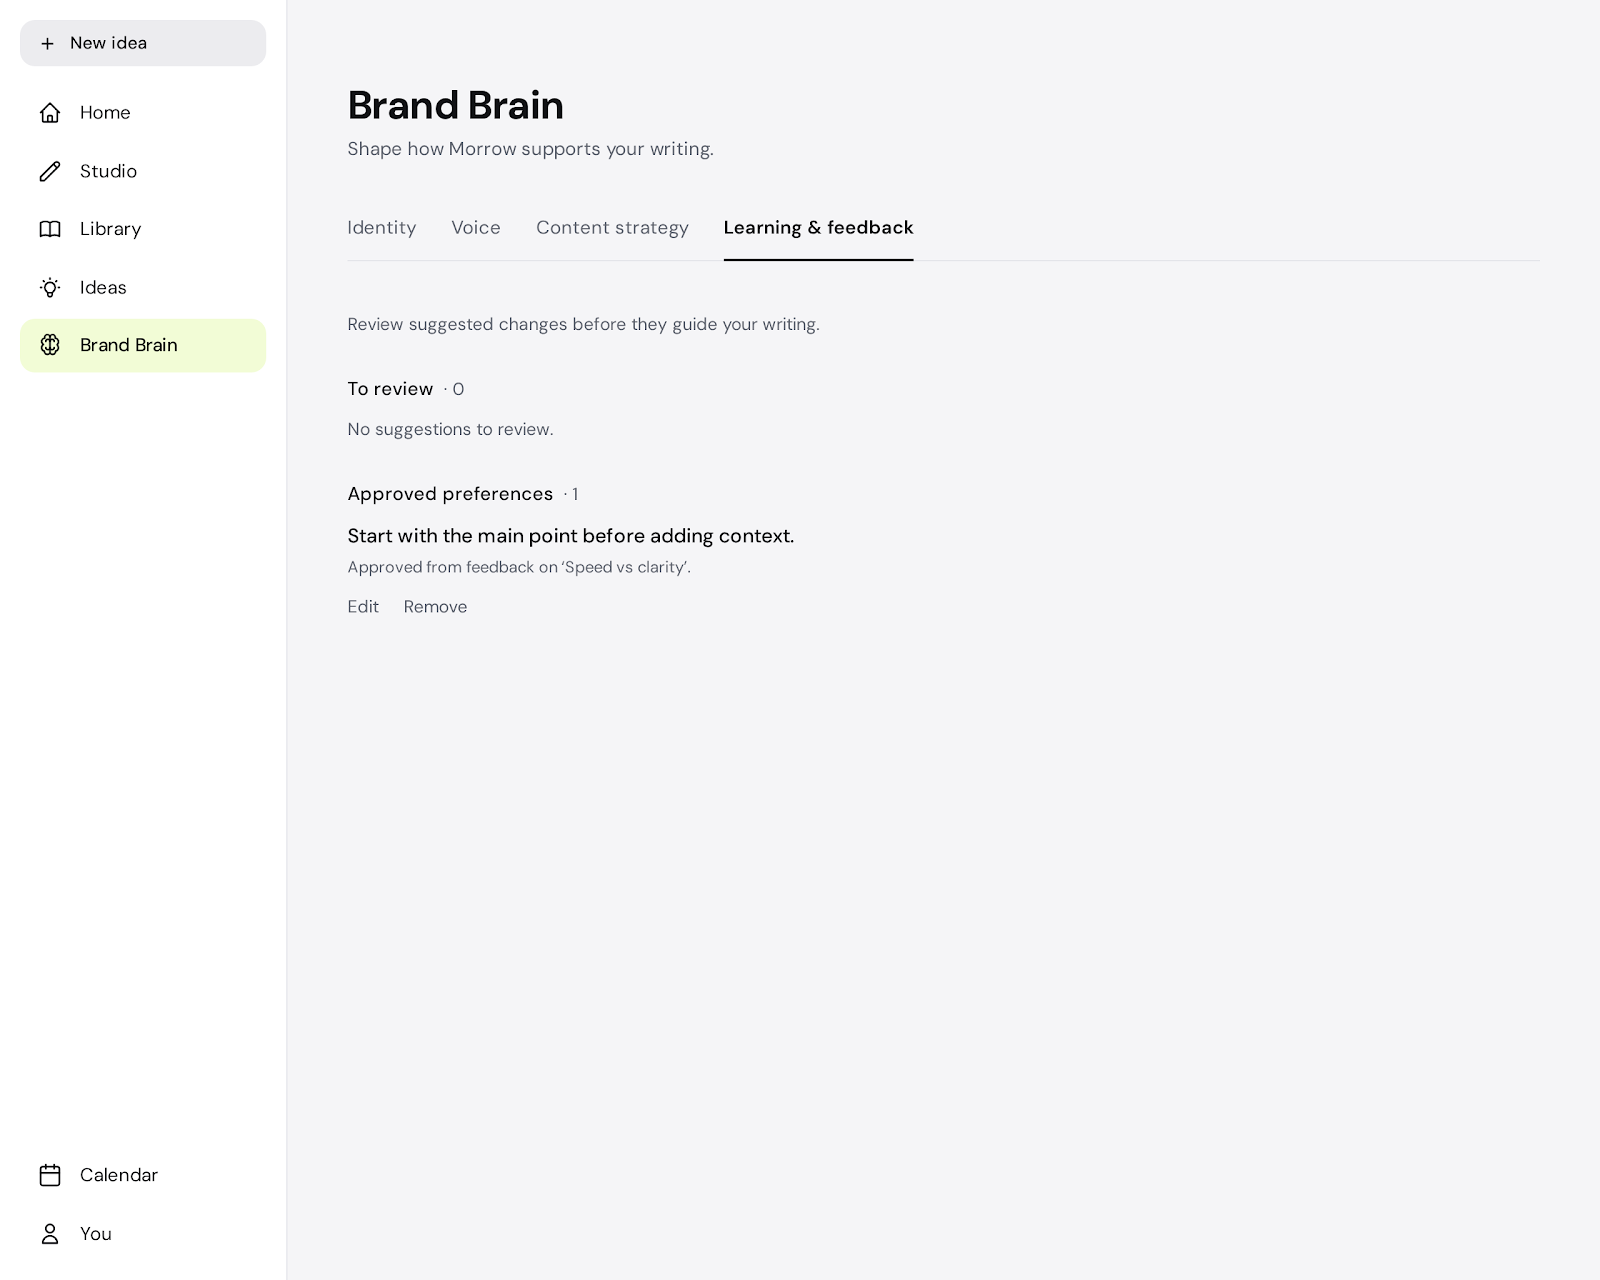 New idea
Home
Studio
Library
Ideas
Brand Brain
Calendar
You
Brand Brain
Shape how Morrow supports your writing.
Identity Voice Content strategy Learning & feedback
Review suggested changes before they guide your writing.
To review · 0
No suggestions to review.
Approved preferences · 1
Start with the main point before adding context.
Approved from feedback on ‘Speed vs clarity’.
Edit Remove